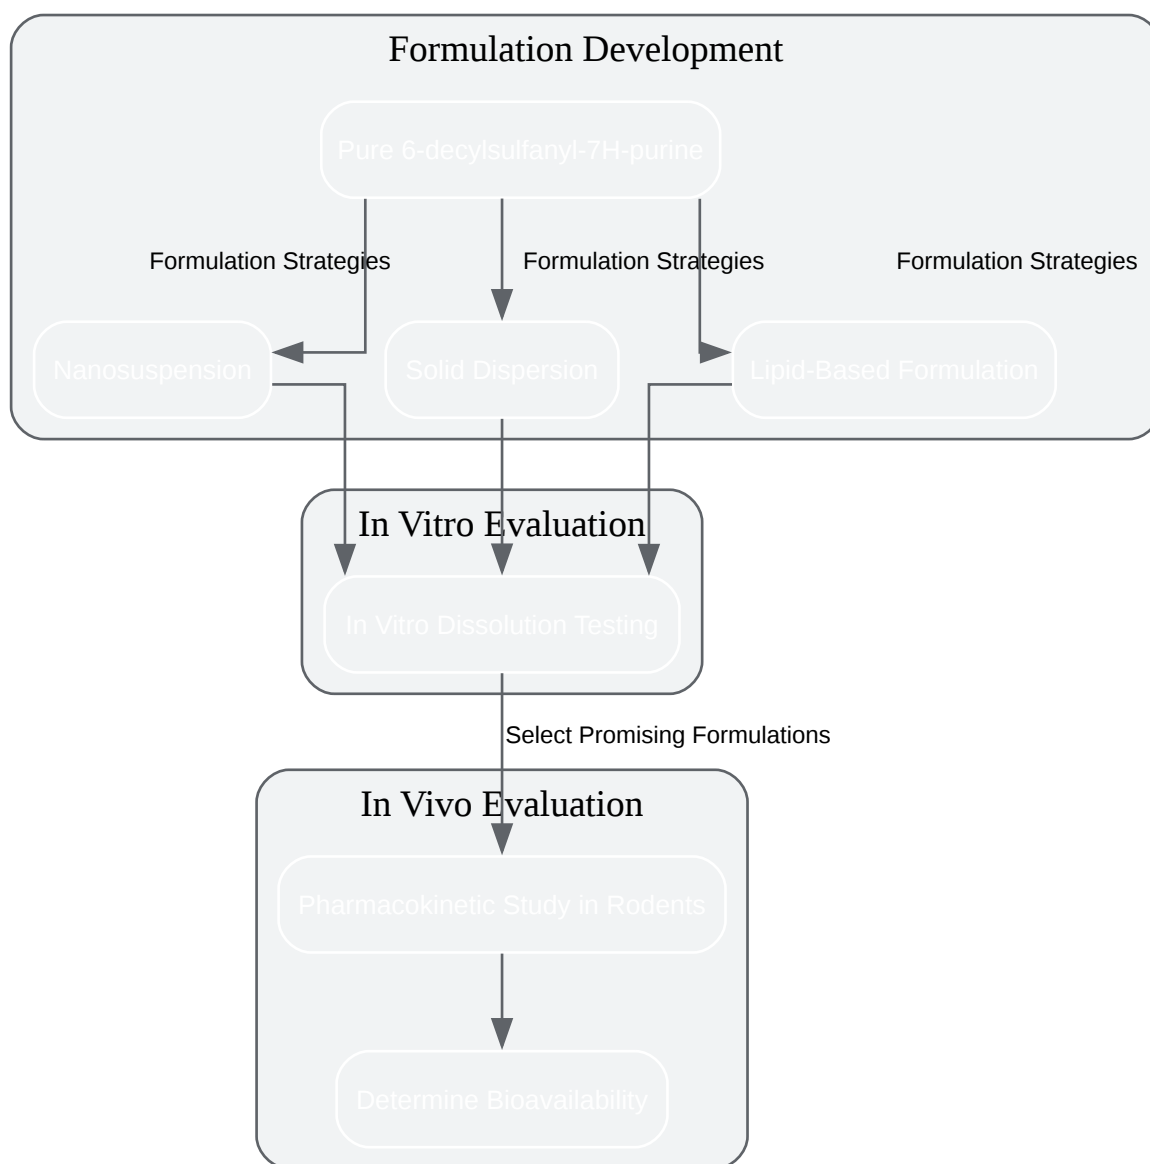 Formulation Development
Pure 6-decylsulfanyl-7H-purine
Formulation Strategies
Formulation Strategies
Formulation Strategies
Nanosuspension
Solid Dispersion
Lipid-Based Formulation
In Vitro Evaluation
In Vitro Dissolution Testing
Select Promising Formulations
In Vivo Evaluation
Pharmacokinetic Study in Rodents
Determine Bioavailability